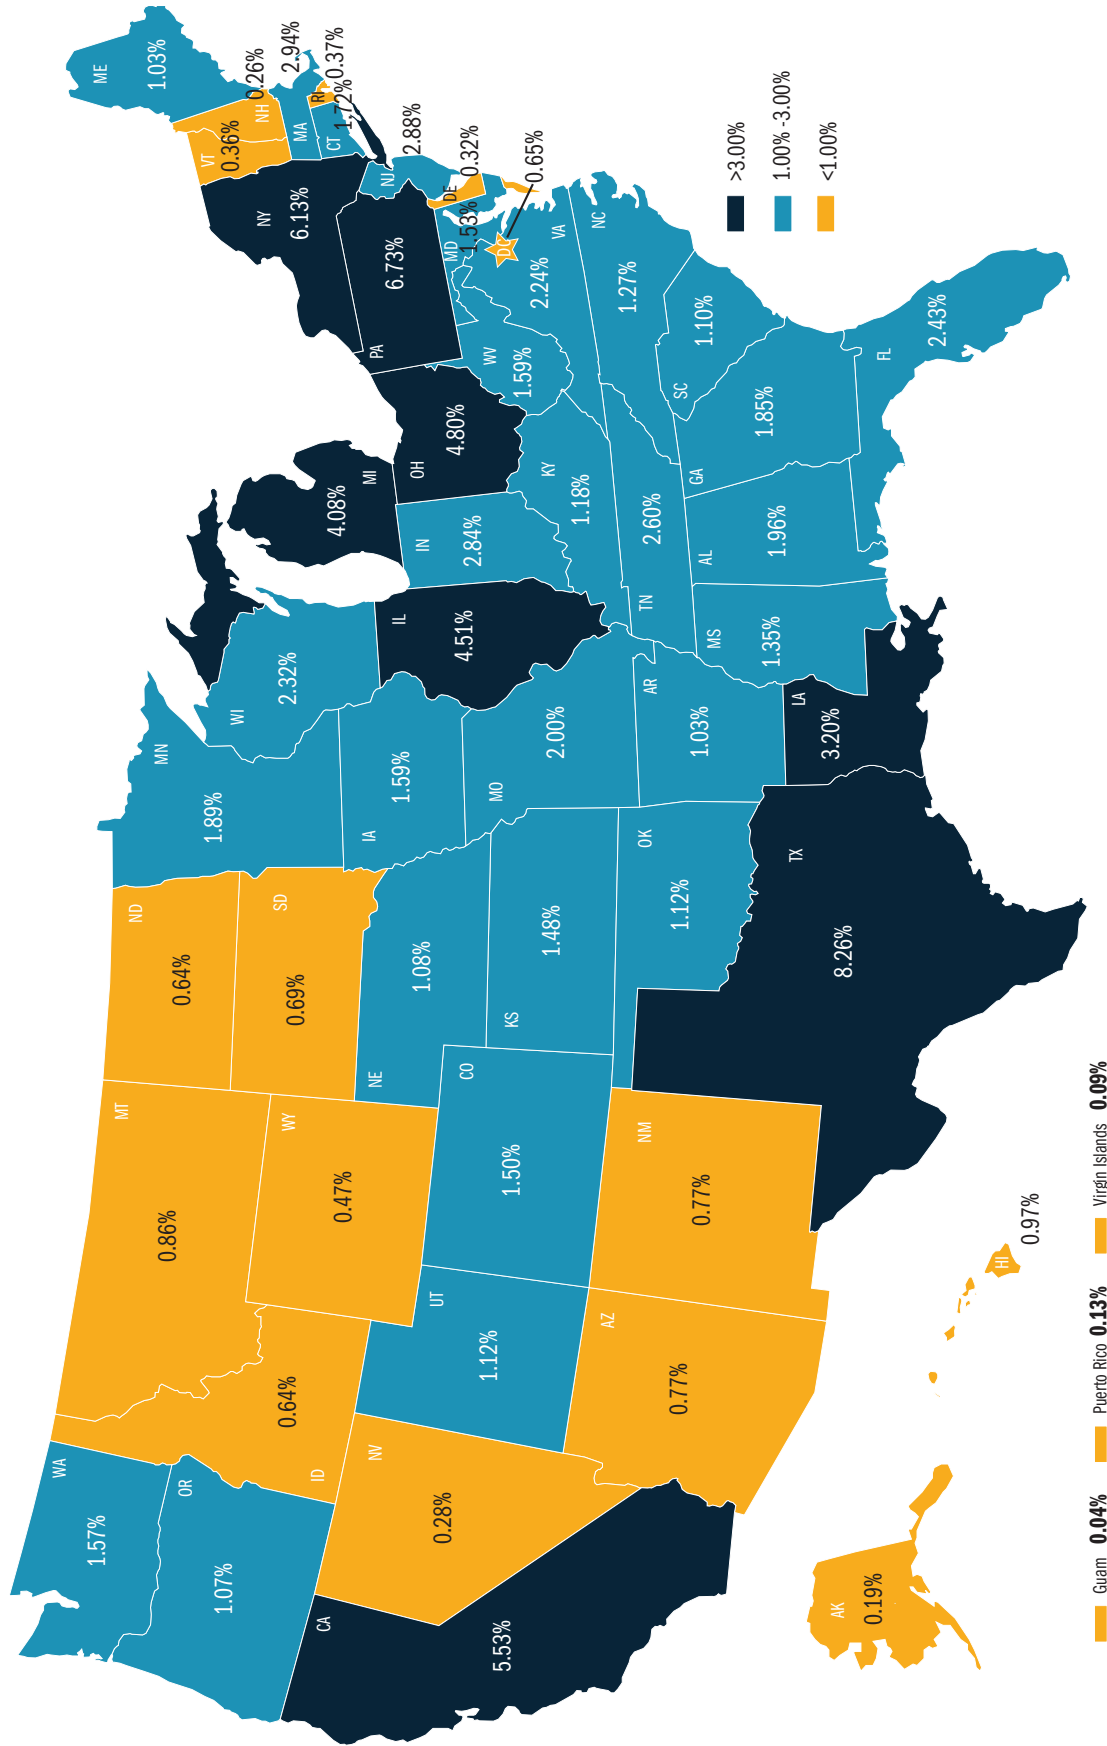 WA
1.57%
OR
1.07%
CA
5.53%
NV
0.28%
ID
0.64%
MT
0.86%
WY
0.47%
UT
1.12%
AZ
0.77%
CO
1.50%
NM
0.77%
ND
0.64%
SD
0.69%
NE
1.08%
KS
1.48%
OK
1.12%
TX
8.26%
MN
1.89%
IA
1.59%
MO
2.00%
AR
1.03%
LA
3.20%
WI
2.32%
IL
4.51%
MI
4.08%
IN
2.84%
OH
4.80%
KY
1.18%
TN
2.60%
MS
1.35%
AL
1.96%
GA
1.85%
FL
2.43%
SC
1.10%
NC
1.27%
VA
2.24%
WV
1.59%
PA
6.73%
NY
6.13%
VT
0.36%
NH
0.26%
ME
1.03%
MA
2.94%
RI
0.37%
CT
1.72%
NJ
2.88%
DE
0.32%
MD
1.53%
DC
0.65%
AK
0.19%
HI
0.97%
>3.00%
1.00% -3.00%
<1.00%
Guam 0.04%
Puerto Rico 0.13%
Virgin Islands 0.09%